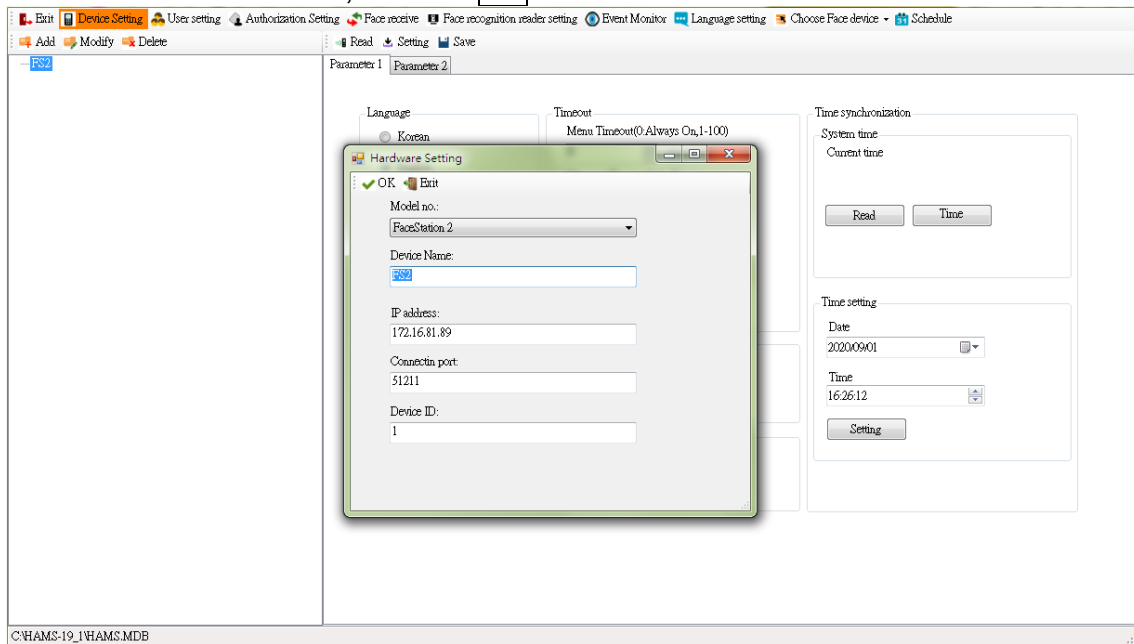 Exit Device Setting User setting Authorization Setting Face receive Face recognition reader setting Event Monitor Language setting Choose Face device Schedule
Add Modify Delete
Read Setting Save
FS2
Parameter 1 Parameter 2
Language
Korean
Timeout
Menu Timeout(0:Always On,1-100)
Time synchronization
System time
Current time
Read Time
Time setting
Date
2020/09/01
Time
16:26:12
Setting
Hardware Setting
OK Exit
Model no.:
FaceStation 2
Device Name:
FS2
IP address:
172.16.81.89
Connectin port:
51211
Device ID:
1
C:\HAMS-19_1\HAMS.MDB